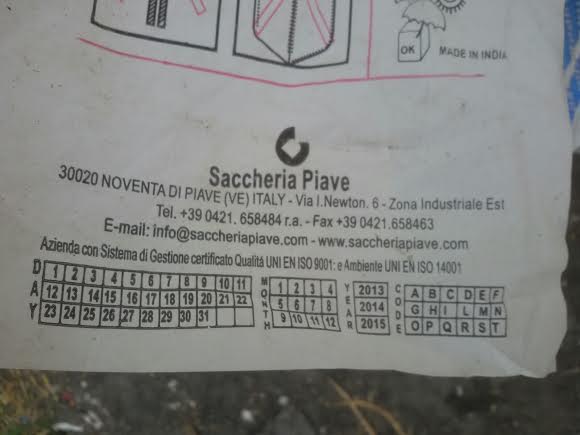 OK MADE IN INDIA
Saccheria Piave
30020 NOVENTA DI PIAVE (VE) ITALY - Via I.Newton. 6 - Zona Industriale Est
Tel. +39 0421. 658484 r.a. - Fax +39 0421.658463
E-mail: info@saccheriapiave.com - www.saccheriapiave.com
Azienda con Sistema di Gestione certificato Qualità UNI EN ISO 9001: e Ambiente UNI EN ISO 14001
DAY
1 2 3 4 5 6 7 8 9 10 11
12 13 14 15 16 17 18 19 20 21 22
23 24 25 26 27 28 29 30 31
MONTH
1 2 3 4
5 6 7 8
9 10 11 12
YEAR
2013
2014
2015
CODE
A B C D E F
G H I L M N
O P Q R S T